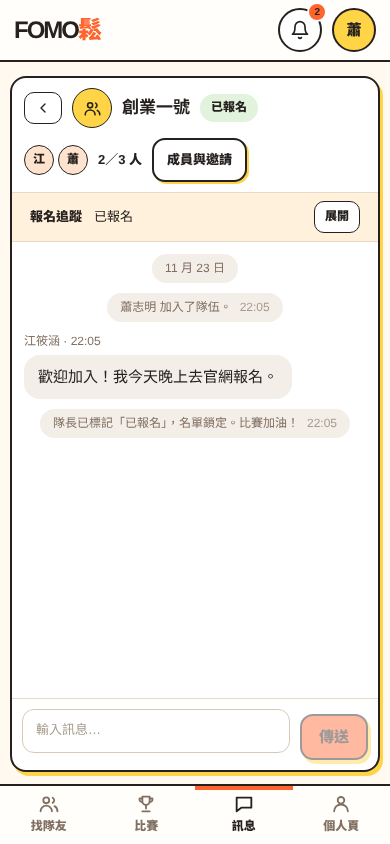 FOMO鬆
2
蕭
創業一號
已報名
江 蕭 2／3 人
成員與邀請
報名追蹤 已報名
展開
11 月 23 日
蕭志明 加入了隊伍。 22:05
江筱涵 · 22:05
歡迎加入！我今天晚上去官網報名。
隊長已標記「已報名」，名單鎖定。比賽加油！ 22:05
輸入訊息…
傳送
找隊友 比賽 訊息 個人頁